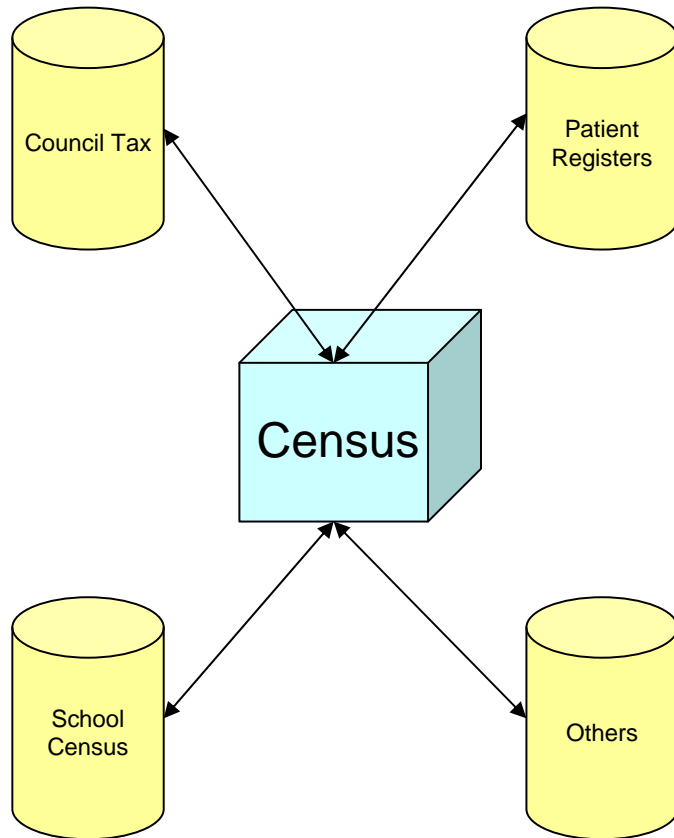 Council Tax
Patient
Registers
Census
School
Census
Others